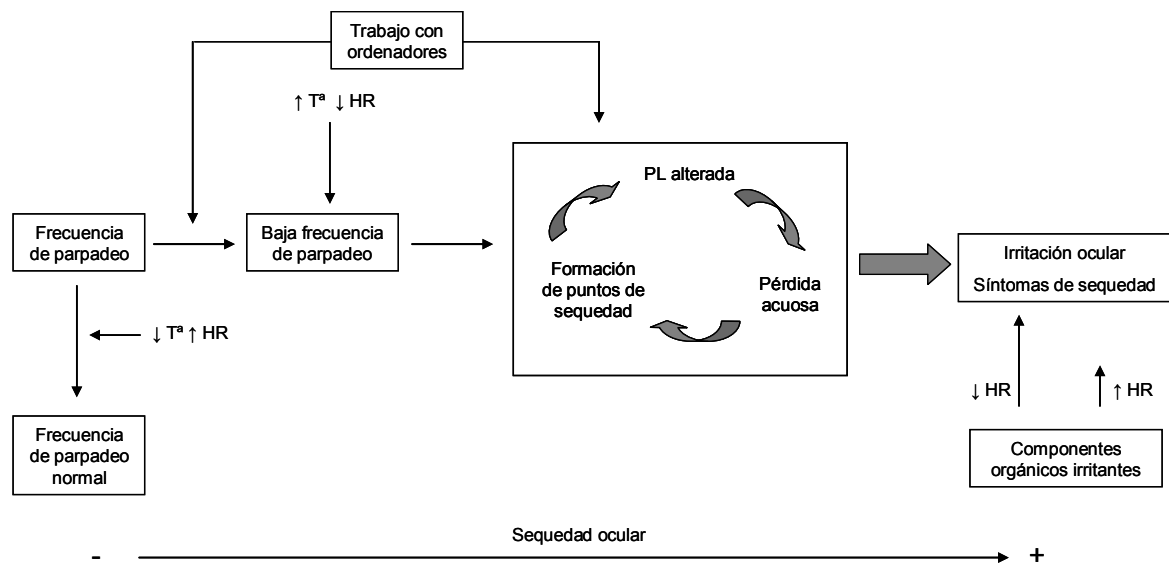 Trabajo con
ordenadores
↑ Tª ↓ HR
PL alterada
Frecuencia
de parpadeo
Baja frecuencia
de parpadeo
Formación
de puntos de
sequedad
Pérdida
acuosa
Irritación ocular
Síntomas de sequedad
↓ Tª ↑ HR
↓ HR
↑ HR
Frecuencia
de parpadeo
normal
Componentes
orgánicos irritantes
Sequedad ocular
- +